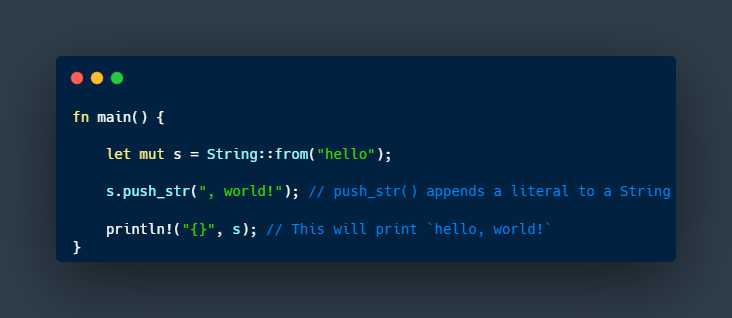 fn main() {
    let mut s = String::from("hello");
    s.push_str(", world!"); // push_str() appends a literal to a String
    println!("{}", s); // This will print `hello, world!`
}